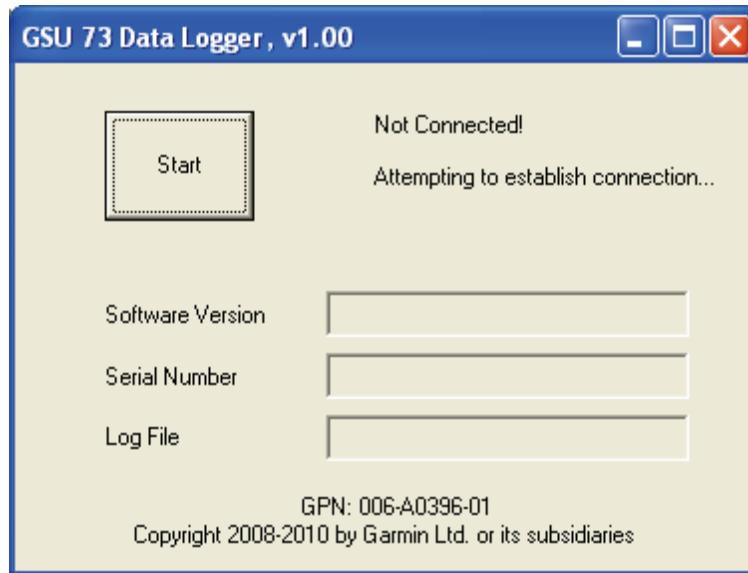 GSU 73 Data Logger , v1.00
Start
Not Connected!
Attempting to establish connection...
Software Version
Serial Number
Log File
GPN: 006-A0396-01
Copyright 2008-2010 by Garmin Ltd. or its subsidiaries